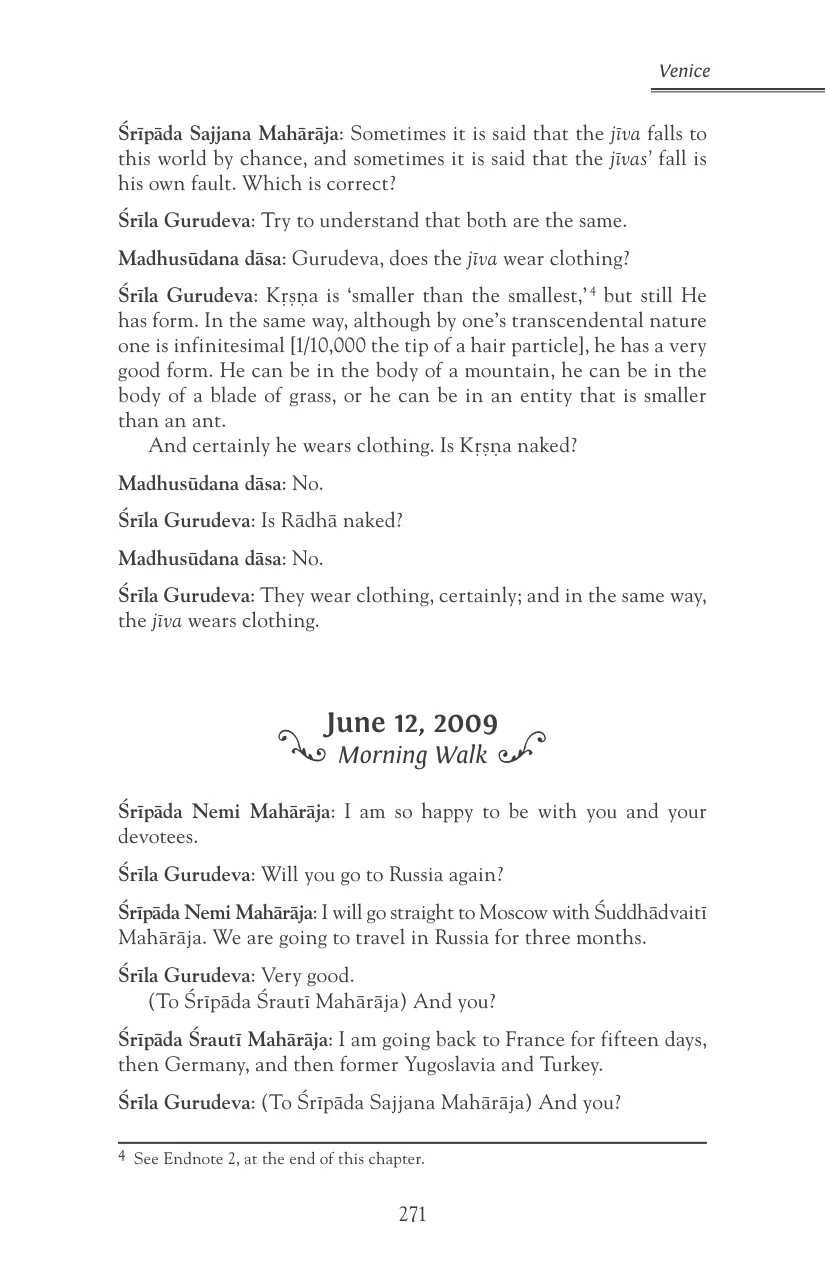 Venice
Śrīpāda Sajjana Mahārāja: Sometimes it is said that the jīva falls to
this world by chance, and sometimes it is said that the jīvas’ fall is
his own fault. Which is correct?
Śrīla Gurudeva: Try to understand that both are the same.
Madhusūdana dāsa: Gurudeva, does the jīva wear clothing?
Śrīla Gurudeva: Kṛṣṇa is ‘smaller than the smallest,’ 4 but still He
has form. In the same way, although by one’s transcendental nature
one is infinitesimal [1/10,000 the tip of a hair particle], he has a very
good form. He can be in the body of a mountain, he can be in the
body of a blade of grass, or he can be in an entity that is smaller
than an ant.
And certainly he wears clothing. Is Kṛṣṇa naked?
Madhusūdana dāsa: No.
Śrīla Gurudeva: Is Rādhā naked?
Madhusūdana dāsa: No.
Śrīla Gurudeva: They wear clothing, certainly; and in the same way,
the jīva wears clothing.
June 12, 2009
Morning Walk
Śrīpāda Nemi Mahārāja: I am so happy to be with you and your
devotees.
Śrīla Gurudeva: Will you go to Russia again?
Śrīpāda Nemi Mahārāja: I will go straight to Moscow with Śuddhādvaitī
Mahārāja. We are going to travel in Russia for three months.
Śrīla Gurudeva: Very good.
(To Śrīpāda Śrautī Mahārāja) And you?
Śrīpāda Śrautī Mahārāja: I am going back to France for fifteen days,
then Germany, and then former Yugoslavia and Turkey.
Śrīla Gurudeva: (To Śrīpāda Sajjana Mahārāja) And you?
4 See Endnote 2, at the end of this chapter.
271